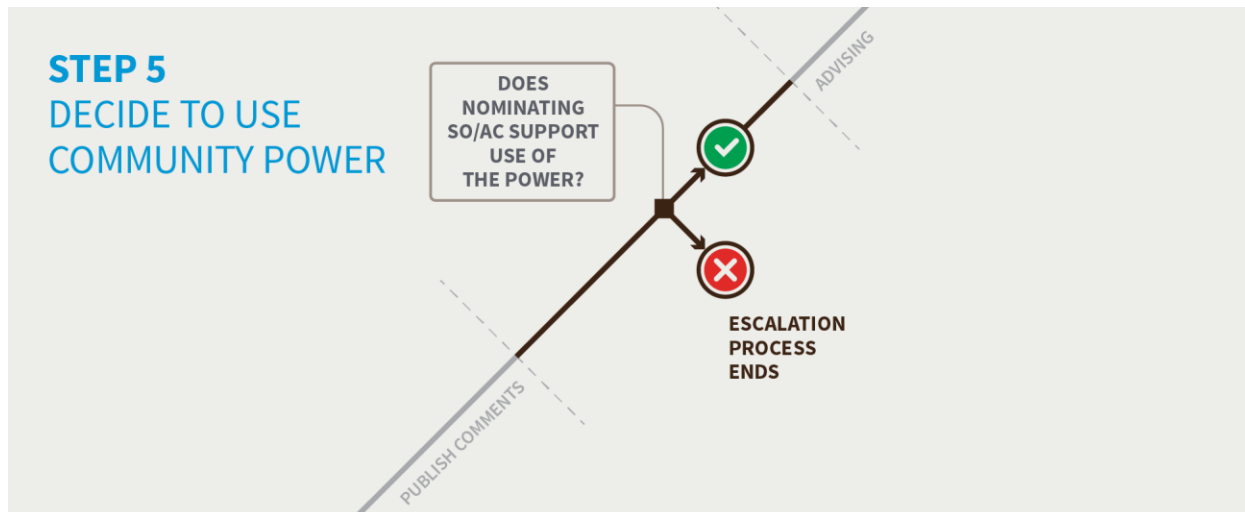 STEP 5
DECIDE TO USE
COMMUNITY POWER
DOES
NOMINATING
SO/AC SUPPORT
USE OF
THE POWER?
ADVISING
ESCALATION
PROCESS
ENDS
PUBLISH COMMENTS